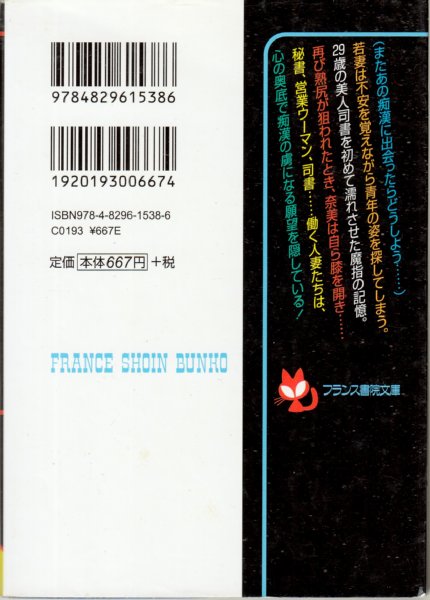 9784829615386
1920193006674
ISBN978-4-8296-1538-6
C0193 ¥667E
定価 本体667円 +税
FRANCE SHOIN BUNKO
(またあの痴漢に出会ったらどうしよう……)
若妻は不安を覚えながら青年の姿を探してしまう。
29歳の美人司書を初めて濡れさせた魔指の記憶。
再び熟尻が狙われたとき、奈美は自ら膝を開き……
秘書、営業ウーマン、司書……働く人妻たちは、
心の奥底で痴漢の虜になる願望を隠している!
フランス書院文庫